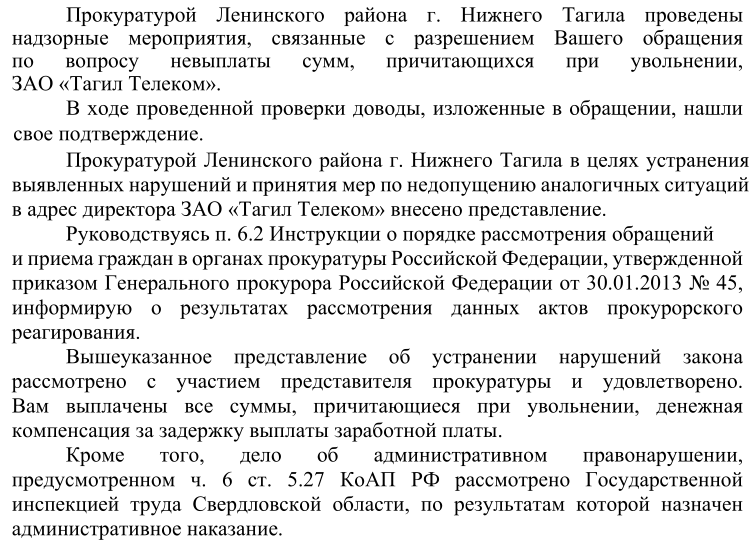 Прокуратурой Ленинского района г. Нижнего Тагила проведены
надзорные мероприятия, связанные с разрешением Вашего обращения
по вопросу невыплаты сумм, причитающихся при увольнении,
ЗАО «Тагил Телеком».
В ходе проведенной проверки доводы, изложенные в обращении, нашли
свое подтверждение.
Прокуратурой Ленинского района г. Нижнего Тагила в целях устранения
выявленных нарушений и принятия мер по недопущению аналогичных ситуаций
в адрес директора ЗАО «Тагил Телеком» внесено представление.
Руководствуясь п. 6.2 Инструкции о порядке рассмотрения обращений
и приема граждан в органах прокуратуры Российской Федерации, утвержденной
приказом Генерального прокурора Российской Федерации от 30.01.2013 № 45,
информирую о результатах рассмотрения данных актов прокурорского
реагирования.
Вышеуказанное представление об устранении нарушений закона
рассмотрено с участием представителя прокуратуры и удовлетворено.
Вам выплачены все суммы, причитающиеся при увольнении, денежная
компенсация за задержку выплаты заработной платы.
Кроме того, дело об административном правонарушении,
предусмотренном ч. 6 ст. 5.27 КоАП РФ рассмотрено Государственной
инспекцией труда Свердловской области, по результатам которой назначен
административное наказание.